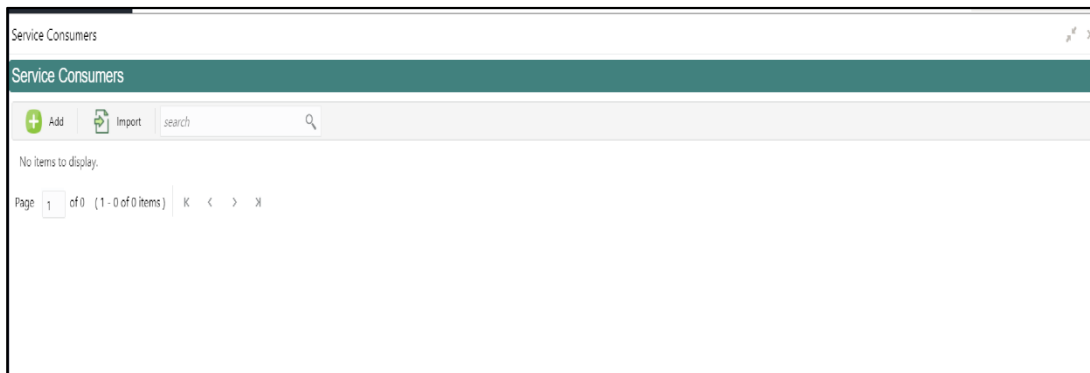 Service Consumers
Service Consumers
Add Import search
No items to display.
Page 1 of 0 (1 - 0 of 0 items) K < > Я